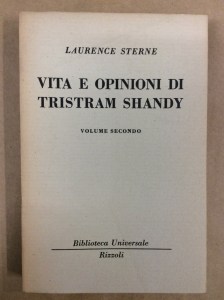 LAURENCE STERNE
VITA E OPINIONI DI
TRISTRAM SHANDY
VOLUME SECONDO
Biblioteca Universale
Rizzoli